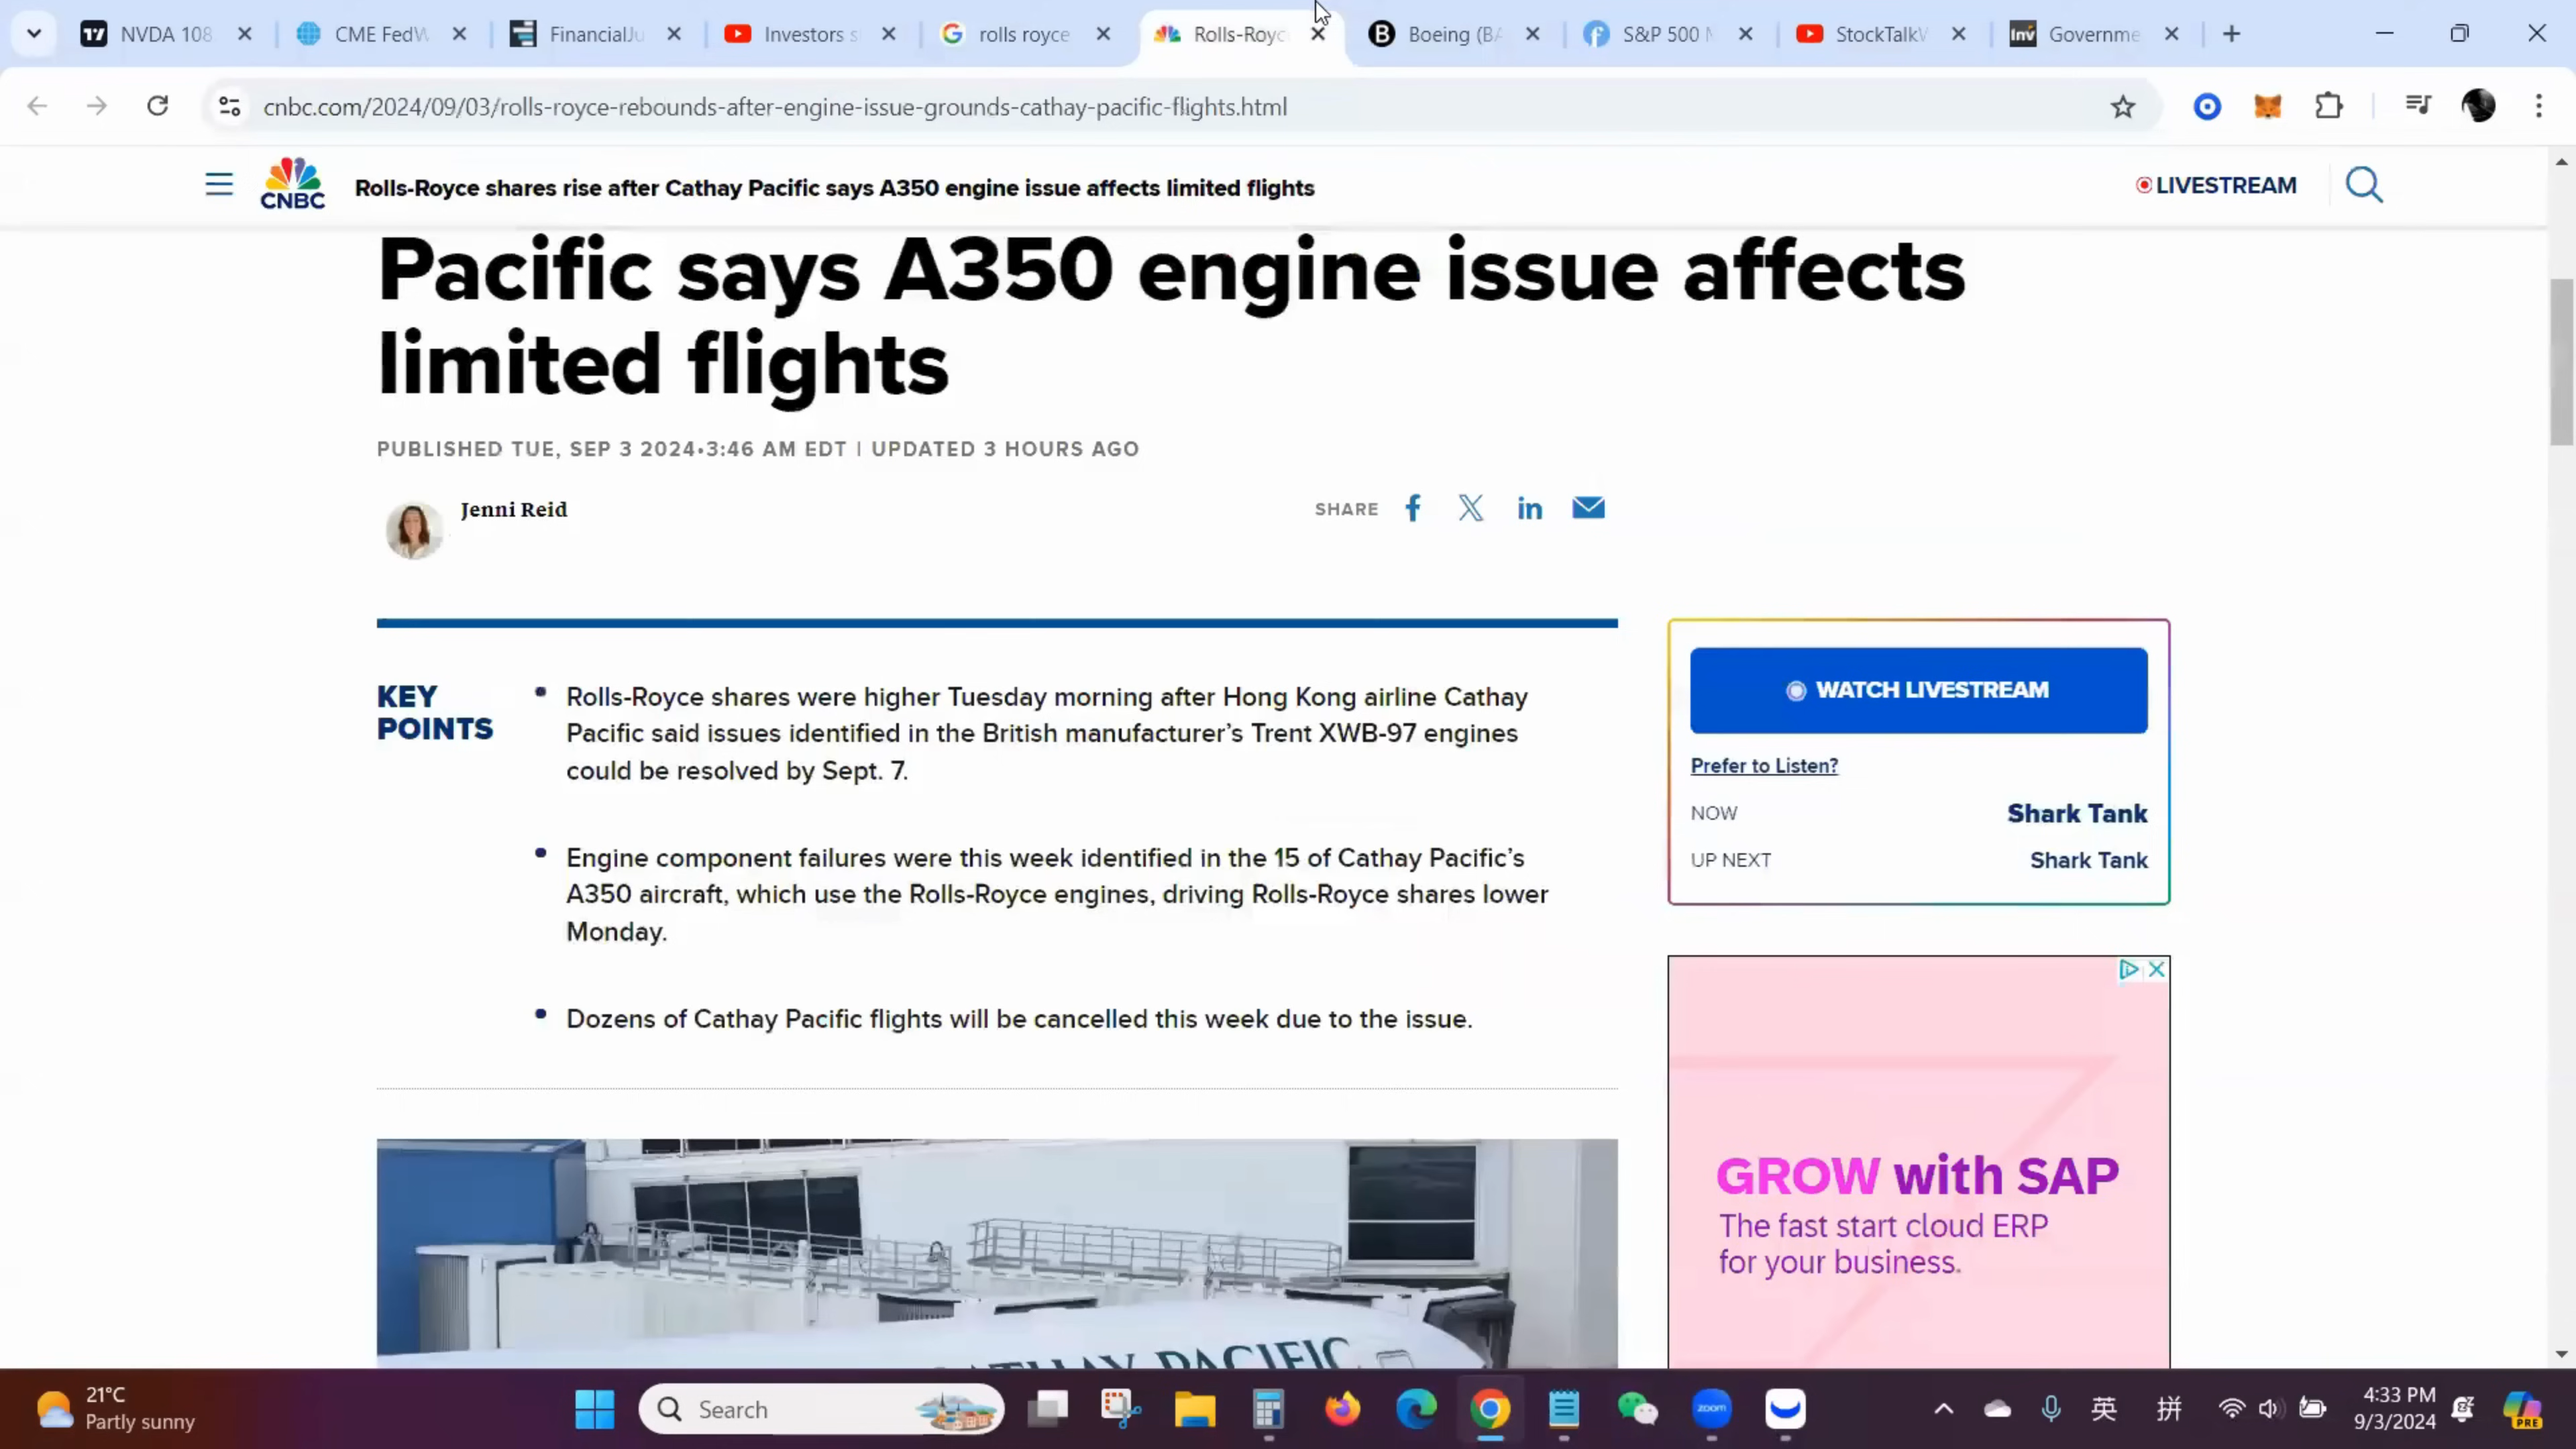 NVDA 108
CME FedW
FinancialJu
Investors s
rolls royce
Rolls-Royc
Boeing (BA
S&P 500 M
StockTalkW
Governme
cnbc.com/2024/09/03/rolls-royce-rebounds-after-engine-issue-grounds-cathay-pacific-flights.html
CNBC
Rolls-Royce shares rise after Cathay Pacific says A350 engine issue affects limited flights
LIVESTREAM
Pacific says A350 engine issue affects
limited flights
PUBLISHED TUE, SEP 3 2024•3:46 AM EDT | UPDATED 3 HOURS AGO
Jenni Reid
SHARE
KEY
POINTS
• Rolls-Royce shares were higher Tuesday morning after Hong Kong airline Cathay
Pacific said issues identified in the British manufacturer's Trent XWB-97 engines
could be resolved by Sept. 7.
• Engine component failures were this week identified in the 15 of Cathay Pacific's
A350 aircraft, which use the Rolls-Royce engines, driving Rolls-Royce shares lower
Monday.
• Dozens of Cathay Pacific flights will be cancelled this week due to the issue.
WATCH LIVESTREAM
Prefer to Listen?
NOW Shark Tank
UP NEXT Shark Tank
GROW with SAP
The fast start cloud ERP
for your business.
CATHAY PACIFIC
21°C
Partly sunny
Search
zoom
英
拼
4:33 PM
9/3/2024
PRE